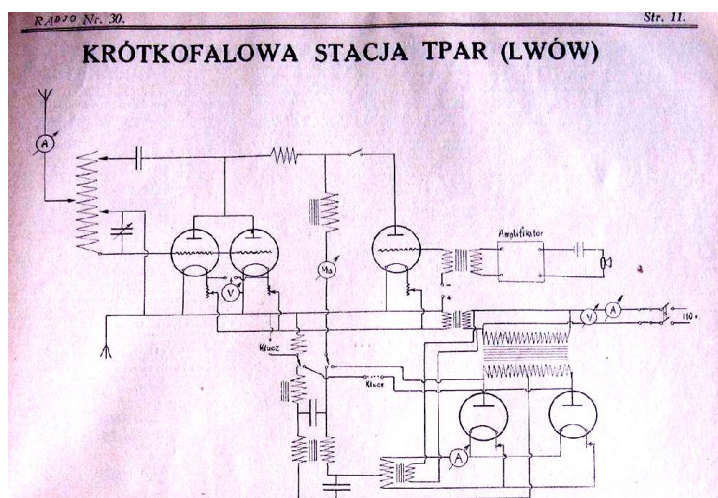 RADJO Nr. 30. Str. 11.
KRÓTKOFALOWA STACJA TPAR (LWÓW)
A
Amplifikator
V
Ma
V
A
110 v.
Klucz
Klucz
A